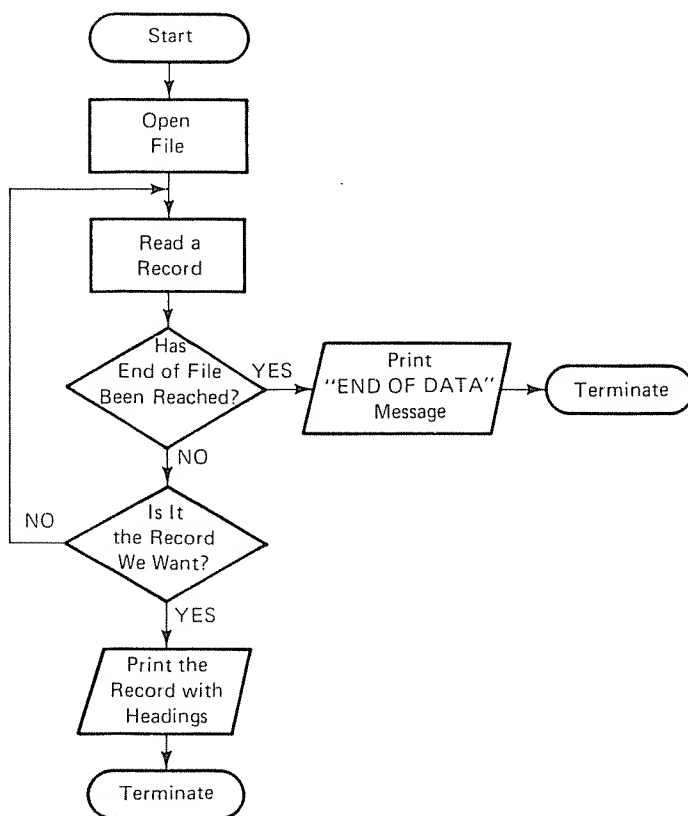 Start
Open
File
Read a
Record
Has
End of File
Been Reached?
YES
Print
"END OF DATA"
Message
Terminate
NO
Is It
the Record
We Want?
NO
YES
Print the
Record with
Headings
Terminate